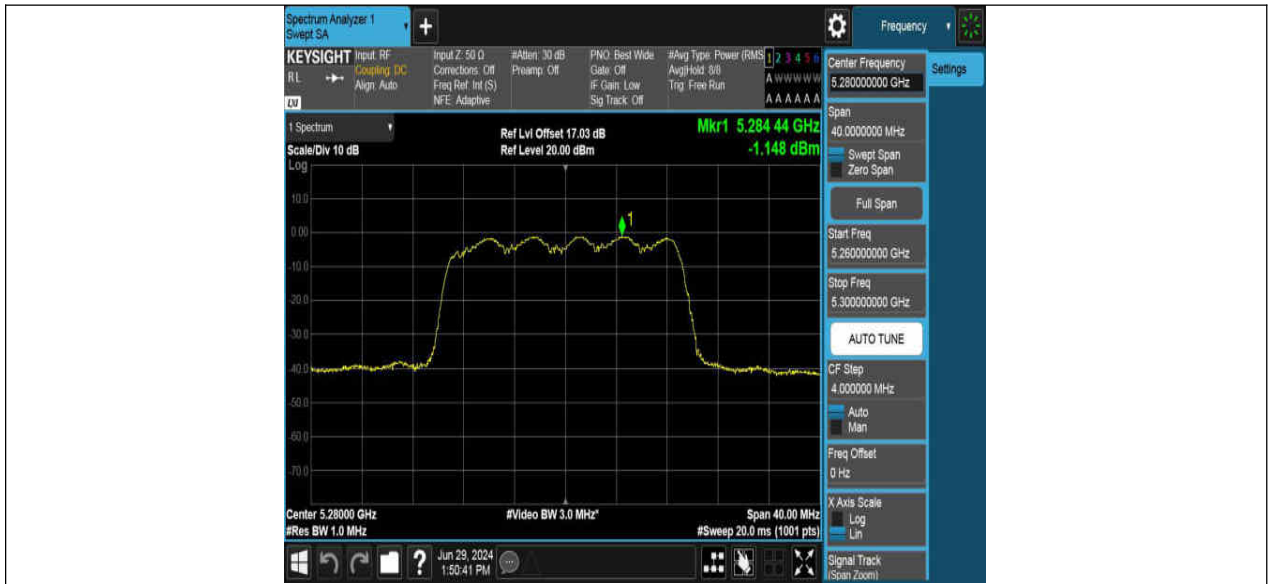 Spectrum Analyzer 1
Swept SA
+
Frequency
KEYSIGHT
RL
LXI
Input: RF
Coupling: DC
Align: Auto
Input Z: 50 Ω
Corrections: Off
Freq Ref: Int (S)
NFE: Adaptive
#Atten: 30 dB
Preamp: Off
PNO: Best Wide
Gate: Off
IF Gain: Low
Sig Track: Off
#Avg Type: Power (RMS
Avg|Hold: 8/8
Trig: Free Run
1 2 3 4 5 6
A W W W W W
A A A A A A
1 Spectrum
Scale/Div 10 dB
Log
Ref Lvl Offset 17.03 dB
Ref Level 20.00 dBm
Mkr1 5.284 44 GHz
-1.148 dBm
10.0
0.00
-10.0
-20.0
-30.0
-40.0
-50.0
-60.0
-70.0
1
Center 5.28000 GHz
#Res BW 1.0 MHz
#Video BW 3.0 MHz*
Span 40.00 MHz
#Sweep 20.0 ms (1001 pts)
?
Jun 29, 2024
1:50:41 PM
Center Frequency
5.280000000 GHz
Settings
Span
40.0000000 MHz
Swept Span
Zero Span
Full Span
Start Freq
5.260000000 GHz
Stop Freq
5.300000000 GHz
AUTO TUNE
CF Step
4.000000 MHz
Auto
Man
Freq Offset
0 Hz
X Axis Scale
Log
Lin
Signal Track
(Span Zoom)